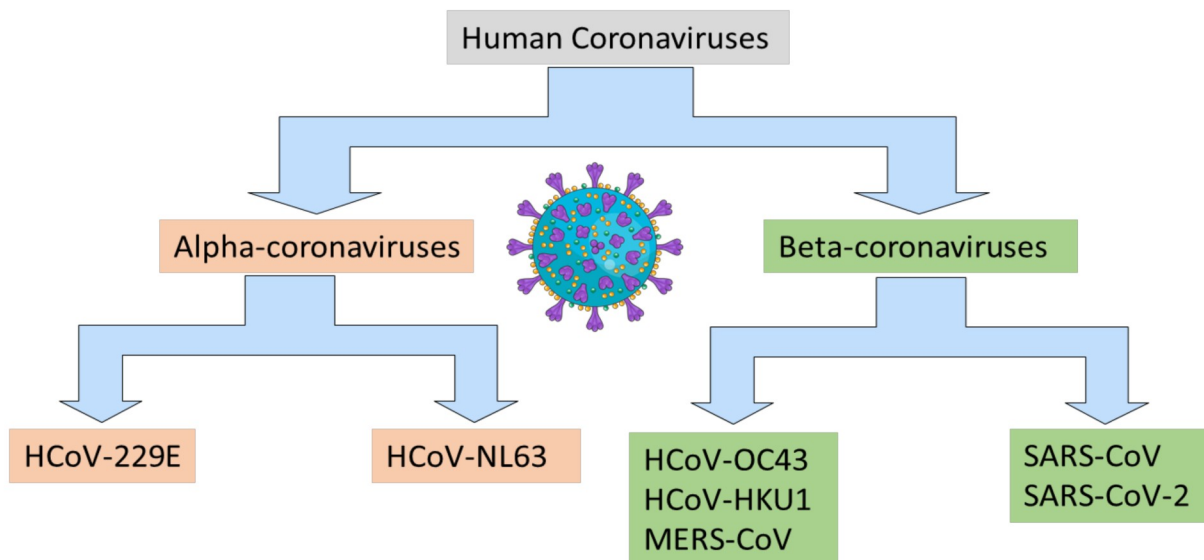 Human Coronaviruses
Alpha-coronaviruses
Beta-coronaviruses
HCoV-229E
HCoV-NL63
HCoV-OC43
HCoV-HKU1
MERS-CoV
SARS-CoV
SARS-CoV-2